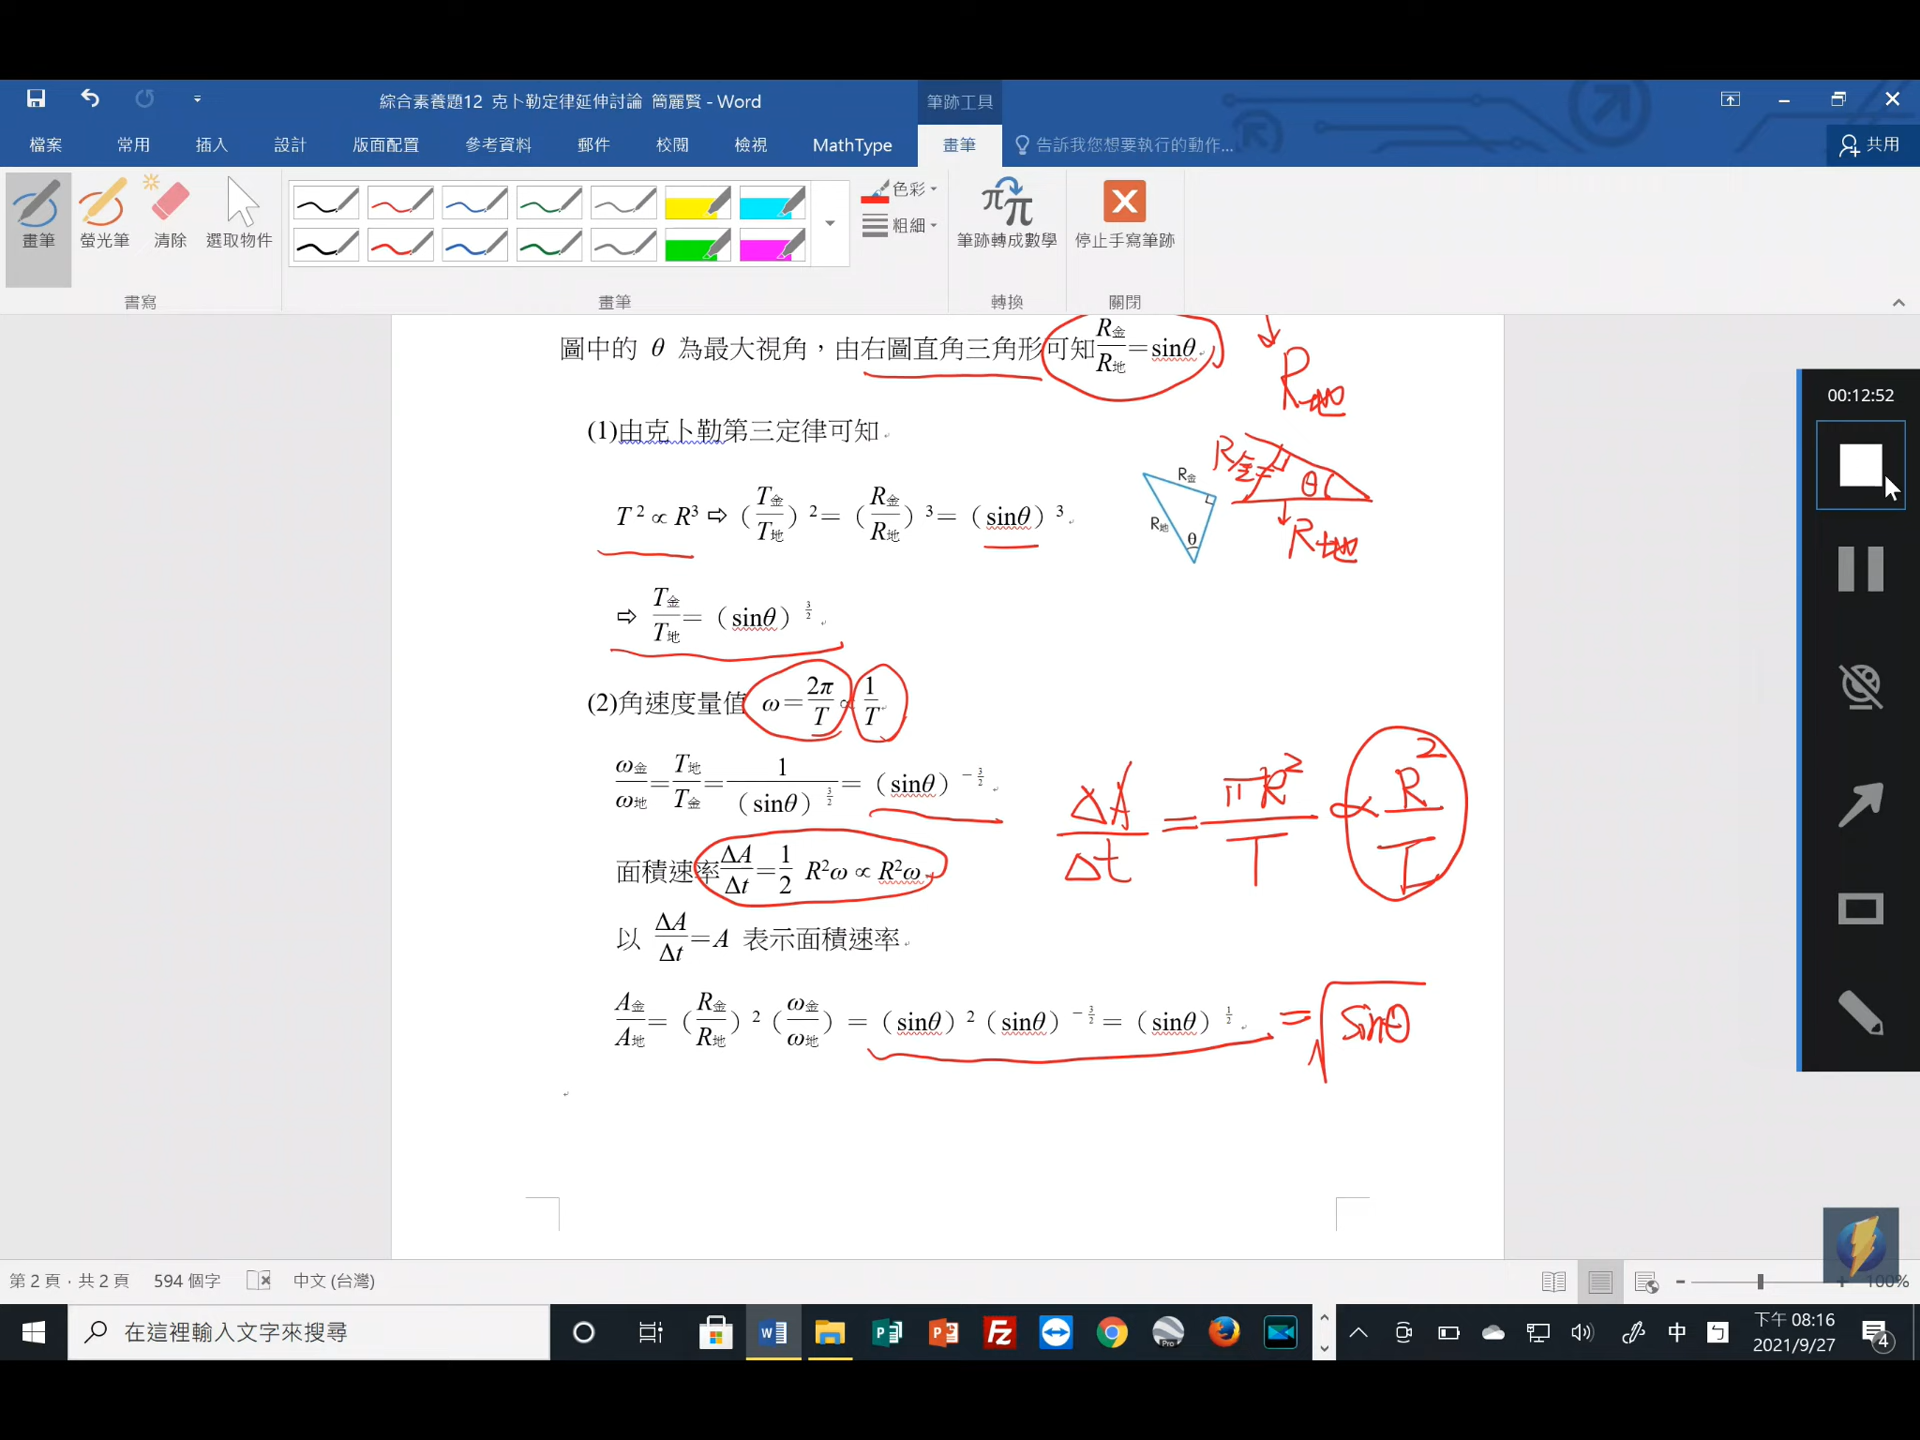 綜合素養題12 克卜勒定律延伸討論 簡麗賢 - Word
筆跡工具
檔案 常用 插入 設計 版面配置 參考資料 郵件 校閱 檢視 MathType 畫筆 告訴我您想要執行的動作... 共用
畫筆 螢光筆 清除 選取物件 色彩 粗細 筆跡轉成數學 停止手寫筆跡
書寫 畫筆 轉換 關閉
圖中的 θ 為最大視角，由右圖直角三角形可知 R金/R地＝sinθ
R地
00:12:52
(1)由克卜勒第三定律可知
R金 θ R地
R金 R地 θ
T² ∝ R³ ⇨（T金/T地）²＝（R金/R地）³＝（sinθ）³
⇨ T金/T地＝（sinθ）^3/2
(2)角速度量值 ω＝2π/T ∝ 1/T
ω金/ω地＝T地/T金＝1/（sinθ）^3/2＝（sinθ）^－3/2
ΔA/Δt = πR²/T ∝ R²/T
面積速率ΔA/Δt＝1/2 R²ω ∝ R²ω
以 ΔA/Δt＝A 表示面積速率
A金/A地＝（R金/R地）²（ω金/ω地）＝（sinθ）²（sinθ）^－3/2＝（sinθ）^1/2 = √sinθ
第 2 頁，共 2 頁 594 個字 中文 (台灣) 100%
在這裡輸入文字來搜尋
中
下午 08:16
2021/9/27
4